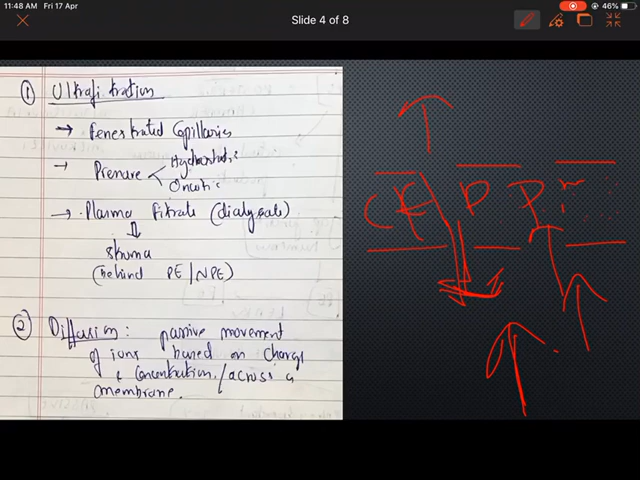 11:48 AM Fri 17 Apr
46%
Slide 4 of 8
① Ultrafiltration
→ Fenestrated Capillaries
→ Pressure < Hydrostatic
Oncotic
→ Plasma filtrate (dialysate)
⇓
stroma
(behind PE/NPE)
② Diffusion: passive movement
of ions based on charge
& concentration/across a
membrane.